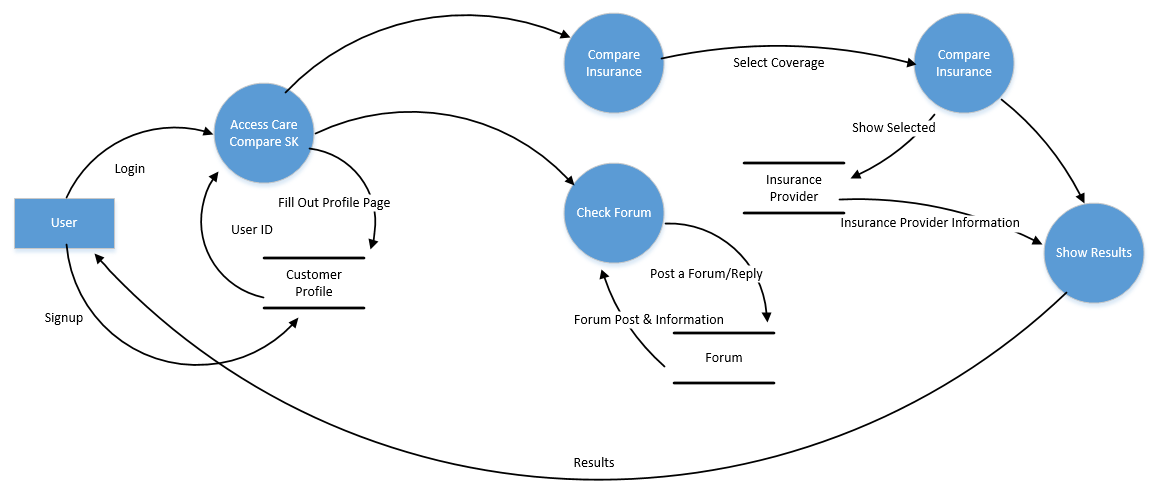 Compare
Insurance
Select Coverage
Compare
Insurance
Access Care
Compare SK
Login
Show Selected
Insurance
Provider
Fill Out Profile Page
User
User ID
Check Forum
Insurance Provider Information
Show Results
Customer
Profile
Post a Forum/Reply
Signup
Forum Post & Information
Forum
Results